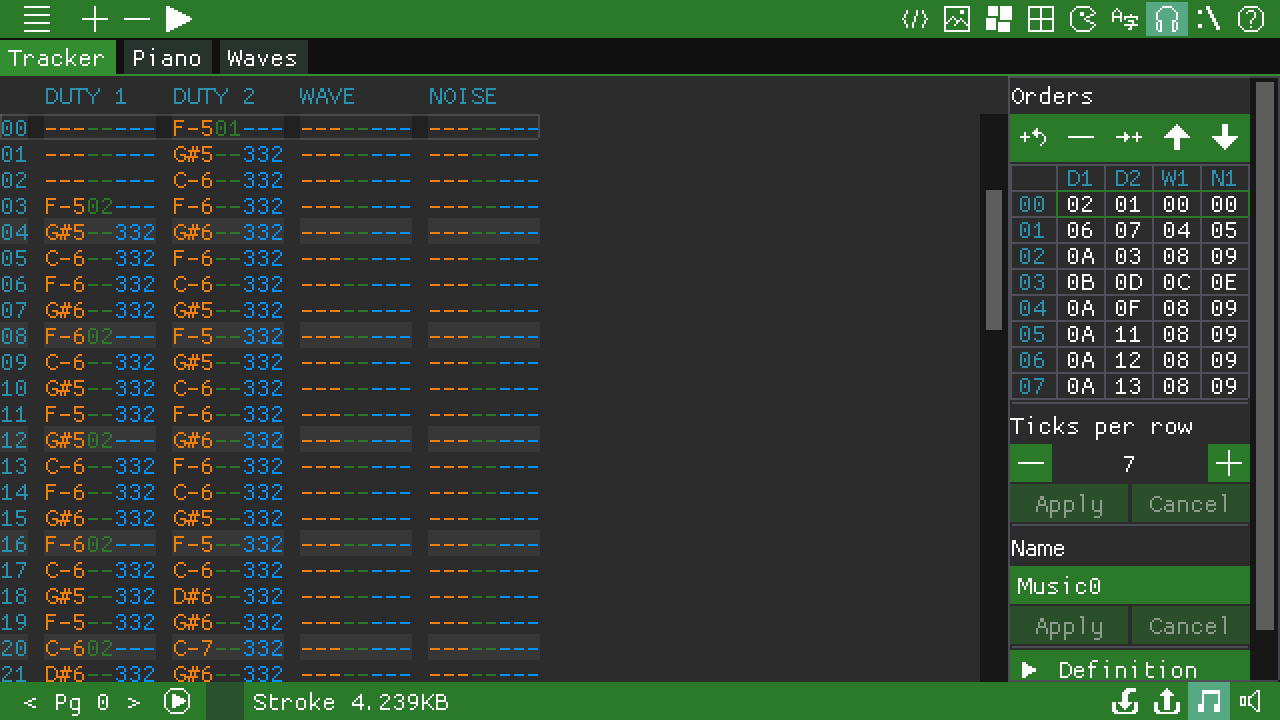 </> A字 :\ ?
Tracker Piano Waves
DUTY 1 DUTY 2 WAVE NOISE
00 -------- F-501--- -------- --------
01 -------- G#5--332 -------- --------
02 -------- C-6--332 -------- --------
03 F-502--- F-6--332 -------- --------
04 G#5--332 G#6--332 -------- --------
05 C-6--332 F-6--332 -------- --------
06 F-6--332 C-6--332 -------- --------
07 G#6--332 G#5--332 -------- --------
08 F-602--- F-5--332 -------- --------
09 C-6--332 G#5--332 -------- --------
10 G#5--332 C-6--332 -------- --------
11 F-5--332 F-6--332 -------- --------
12 G#502--- G#6--332 -------- --------
13 C-6--332 F-6--332 -------- --------
14 F-6--332 C-6--332 -------- --------
15 G#6--332 G#5--332 -------- --------
16 F-602--- F-5--332 -------- --------
17 C-6--332 C-6--332 -------- --------
18 G#5--332 D#6--332 -------- --------
19 F-5--332 G#6--332 -------- --------
20 C-602--- C-7--332 -------- --------
21 D#6--332 G#6--332 -------- --------
Orders
D1 D2 W1 N1
00 02 01 00 00
01 06 07 04 05
02 0A 03 08 09
03 0B 0D 0C 0E
04 0A 0F 08 09
05 0A 11 08 09
06 0A 12 08 09
07 0A 13 08 09
Ticks per row
7
Apply Cancel
Name
Music0
Apply Cancel
Definition
< Pg 0 > Stroke 4.239KB